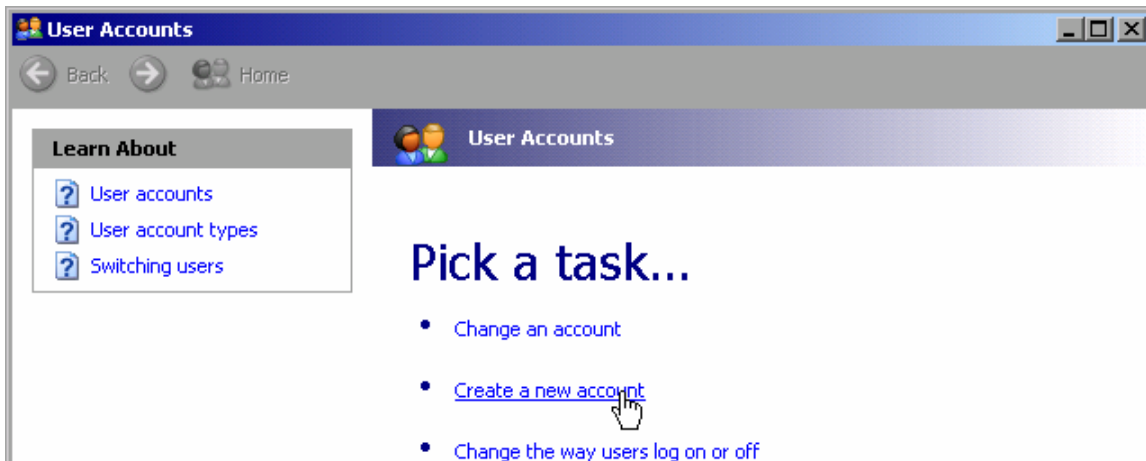 User Accounts
Back Home
Learn About
User accounts
User account types
Switching users
User Accounts
Pick a task...
Change an account
Create a new account
Change the way users log on or off